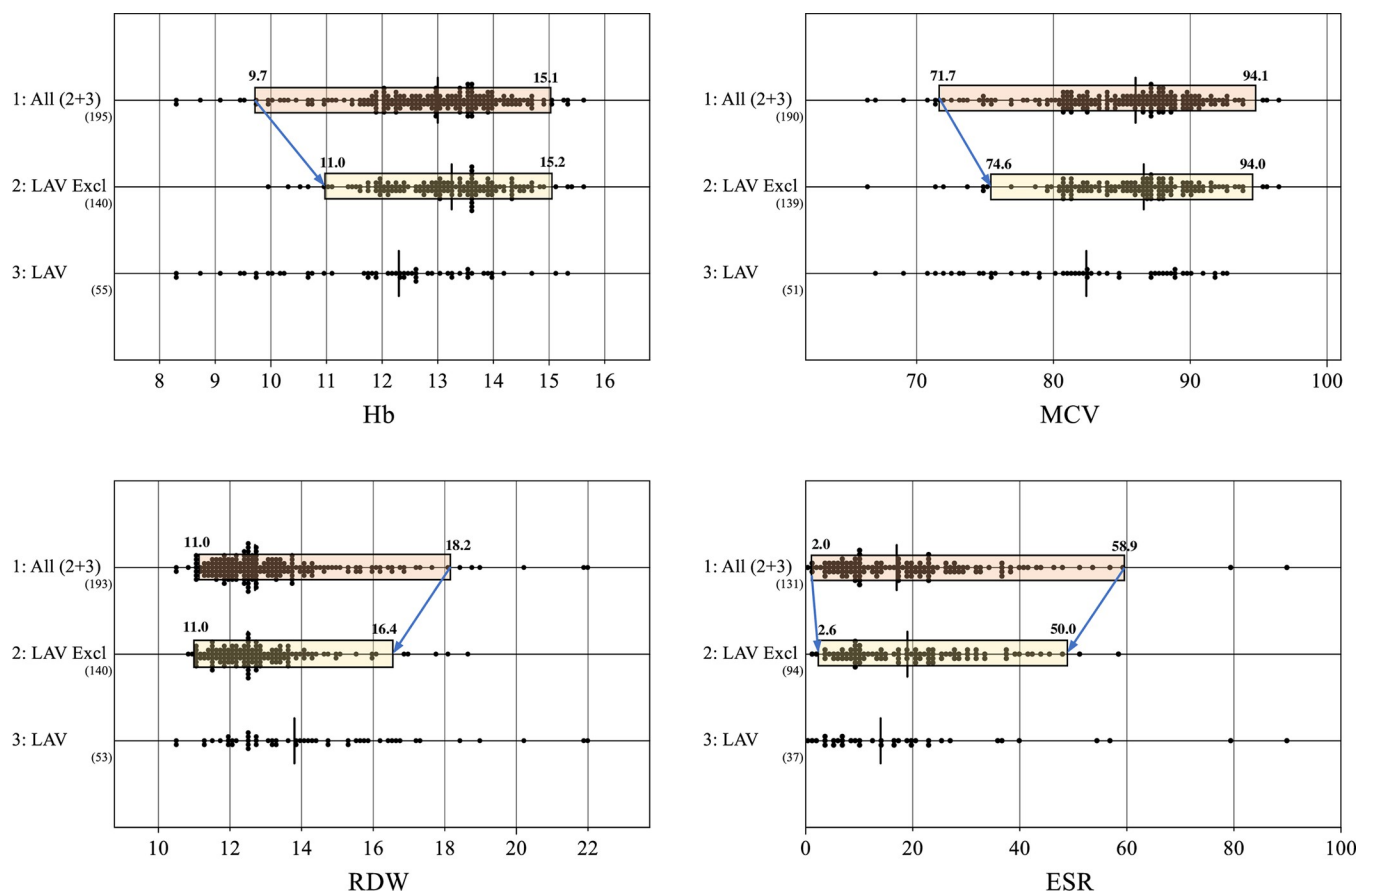 9.7 15.1
1: All (2+3)
(195)
11.0 15.2
2: LAV Excl
(140)
3: LAV
(55)
8 9 10 11 12 13 14 15 16
Hb
71.7 94.1
1: All (2+3)
(190)
74.6 94.0
2: LAV Excl
(139)
3: LAV
(51)
70 80 90 100
MCV
11.0 18.2
1: All (2+3)
(193)
11.0 16.4
2: LAV Excl
(140)
3: LAV
(53)
10 12 14 16 18 20 22
RDW
2.0 58.9
1: All (2+3)
(131)
2.6 50.0
2: LAV Excl
(94)
3: LAV
(37)
0 20 40 60 80 100
ESR